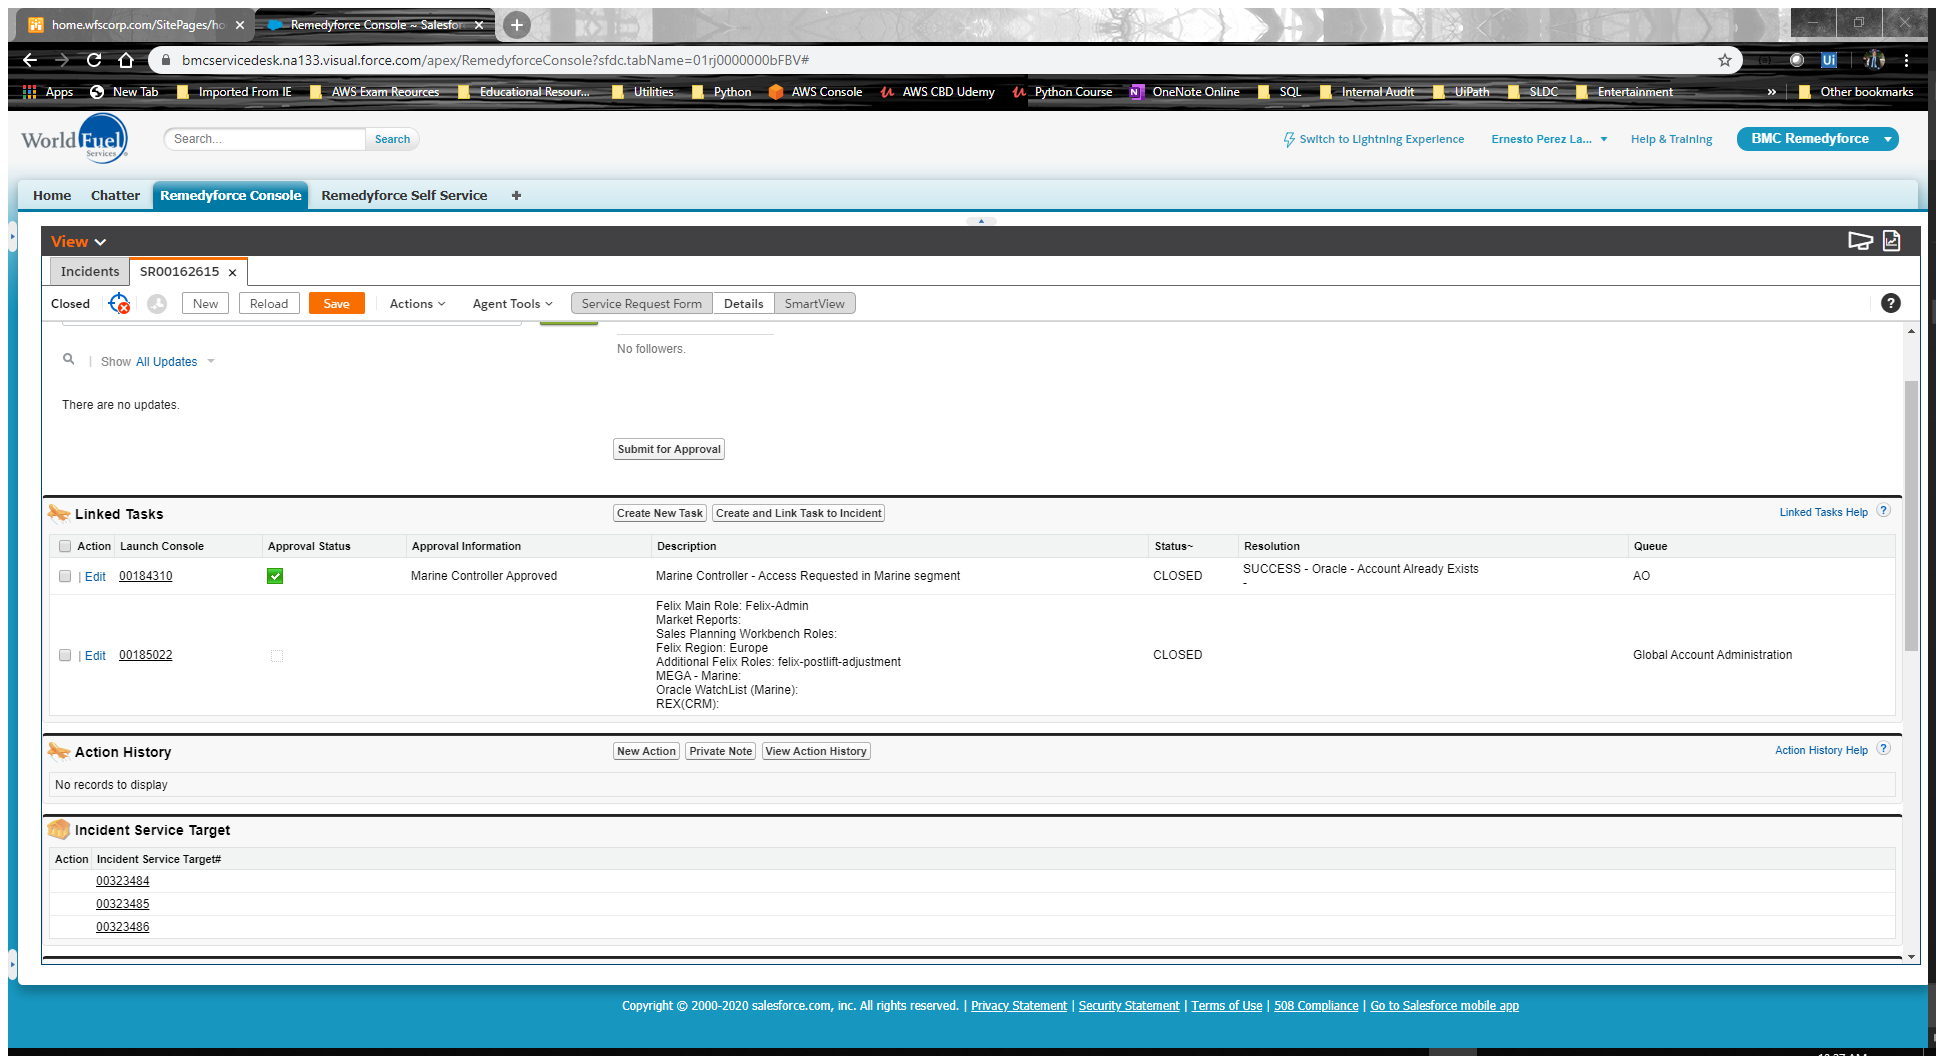 home.wfscorp.com/SitePages/ho
Remedyforce Console ~ Salesfor
bmcservicedesk.na133.visual.force.com/apex/RemedyforceConsole?sfdc.tabName=01rj0000000bFBV#
Ui
Apps New Tab Imported From IE AWS Exam Reources Educational Resour... Utilities Python AWS Console AWS CBD Udemy Python Course OneNote Online SQL Internal Audit UiPath SLDC Entertainment » Other bookmarks
World Fuel Services
Search... Search
Switch to Lightning Experience Ernesto Perez La... Help & Training BMC Remedyforce
Home Chatter Remedyforce Console Remedyforce Self Service +
View
Incidents SR00162615 ×
Closed New Reload Save Actions Agent Tools Service Request Form Details SmartView ?
No followers.
| Show All Updates
There are no updates.
Submit for Approval
Linked Tasks Create New Task Create and Link Task to Incident Linked Tasks Help ?
Action Launch Console Approval Status Approval Information Description Status~ Resolution Queue
| Edit 00184310 Marine Controller Approved Marine Controller - Access Requested in Marine segment CLOSED SUCCESS - Oracle - Account Already Exists AO
-
Felix Main Role: Felix-Admin
Market Reports:
Sales Planning Workbench Roles:
Felix Region: Europe
| Edit 00185022 CLOSED Global Account Administration
Additional Felix Roles: felix-postlift-adjustment
MEGA - Marine:
Oracle WatchList (Marine):
REX(CRM):
Action History New Action Private Note View Action History Action History Help ?
No records to display
Incident Service Target
Action Incident Service Target#
00323484
00323485
00323486
Copyright © 2000-2020 salesforce.com, inc. All rights reserved. | Privacy Statement | Security Statement | Terms of Use | 508 Compliance | Go to Salesforce mobile app